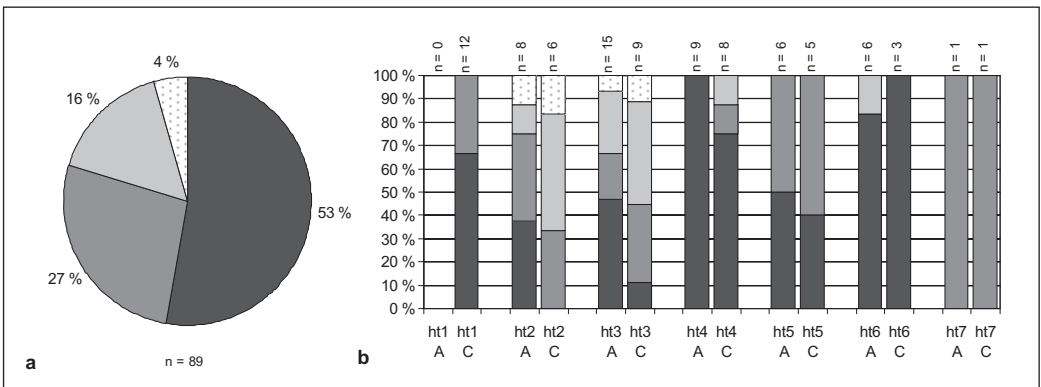 4 %
16 %
53 %
27 %
n = 89
a
n = 0
n = 12
n = 8
n = 6
n = 15
n = 9
n = 9
n = 8
n = 6
n = 5
n = 6
n = 3
n = 1
n = 1
100 %
90 %
80 %
70 %
60 %
50 %
40 %
30 %
20 %
10 %
0 %
ht1 ht1 ht2 ht2 ht3 ht3 ht4 ht4 ht5 ht5 ht6 ht6 ht7 ht7
A C A C A C A C A C A C A C
b